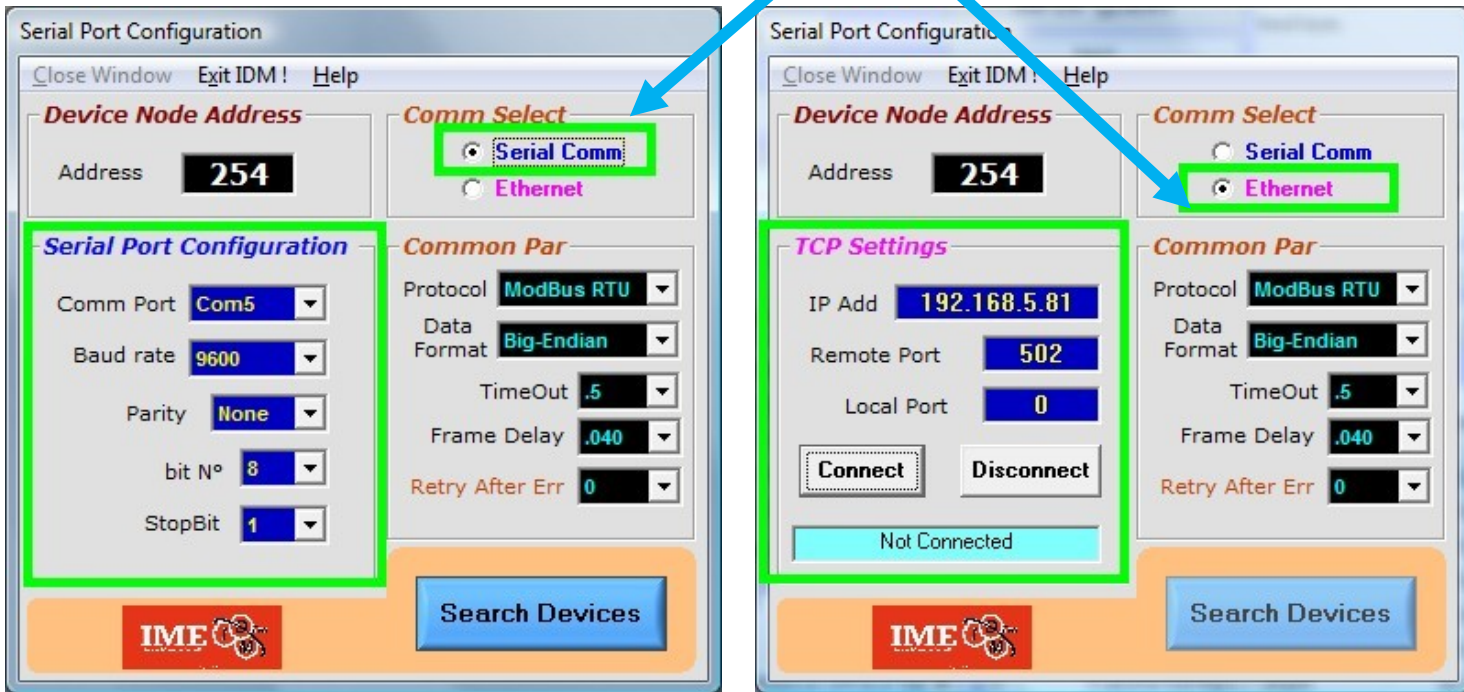 Serial Port Configuration
Close Window Exit IDM ! Help
Device Node Address
Address 254
Comm Select
Serial Comm
Ethernet
Serial Port Configuration
Comm Port Com5
Baud rate 9600
Parity None
bit Nº 8
StopBit 1
Common Par
Protocol ModBus RTU
Data
Format Big-Endian
TimeOut .5
Frame Delay .040
Retry After Err 0
IME
Search Devices
Serial Port Configuration
Close Window Exit IDM ! Help
Device Node Address
Address 254
Comm Select
Serial Comm
Ethernet
TCP Settings
IP Add 192.168.5.81
Remote Port 502
Local Port 0
Connect Disconnect
Not Connected
Common Par
Protocol ModBus RTU
Data
Format Big-Endian
TimeOut .5
Frame Delay .040
Retry After Err 0
IME
Search Devices